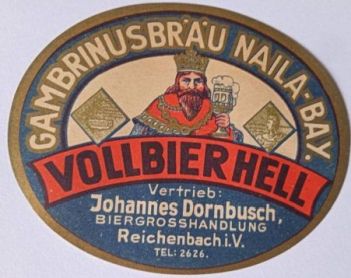 GAMBRINUSBRÄU NAILA-BAY.
VOLLBIER HELL
Vertrieb:
Johannes Dornbusch,
BIERGROSSHANDLUNG
Reichenbach i.V.
TEL: 2626.